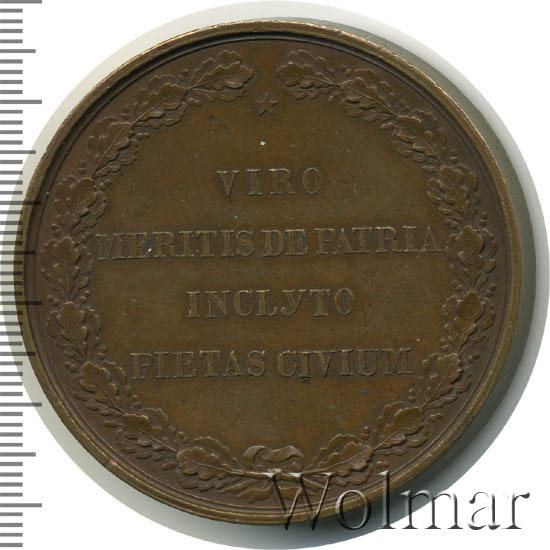 VIRO
MERITIS DE PATRIA
INCLYTO
PIETAS CIVIUM
Wolmar